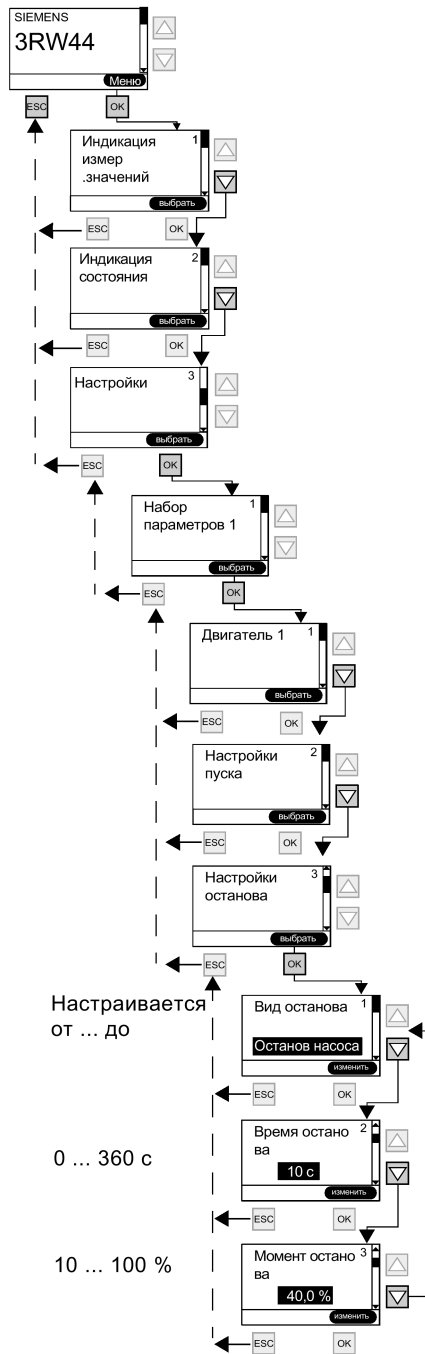 SIEMENS
3RW44
Меню
ESC
OK
Индикация 1
измер
.значений
выбрать
ESC
OK
Индикация 2
состояния
выбрать
ESC
OK
Настройки 3
выбрать
ESC
OK
Набор 1
параметров 1
выбрать
ESC
OK
Двигатель 1 1
выбрать
ESC
OK
Настройки 2
пуска
выбрать
ESC
OK
Настройки 3
останова
выбрать
ESC
OK
Настраивается
от ... до
Вид останова 1
Останов насоса
изменить
ESC
OK
0 ... 360 с
Время остано 2
ва
10 с
изменить
ESC
OK
10 ... 100 %
Момент остано 3
ва
40,0 %
изменить
ESC
OK